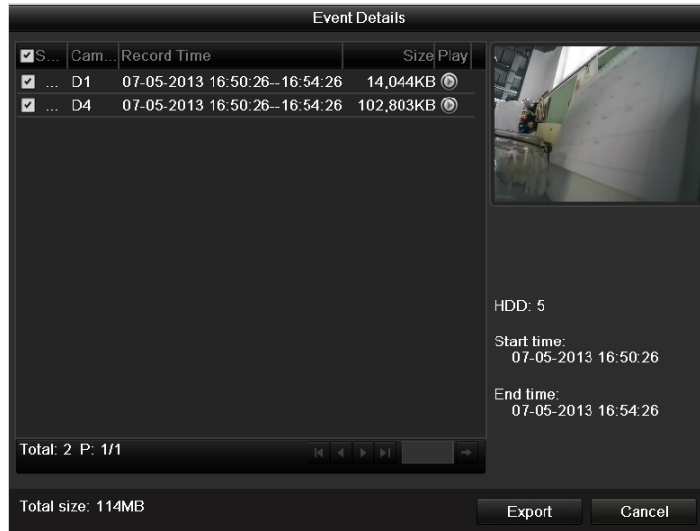 Event Details
S... Cam... Record Time Size Play
... D1 07-05-2013 16:50:26--16:54:26 14,044KB
... D4 07-05-2013 16:50:26--16:54:26 102,803KB
HDD: 5
Start time:
07-05-2013 16:50:26
End time:
07-05-2013 16:54:26
Total: 2 P: 1/1
Total size: 114MB
Export Cancel